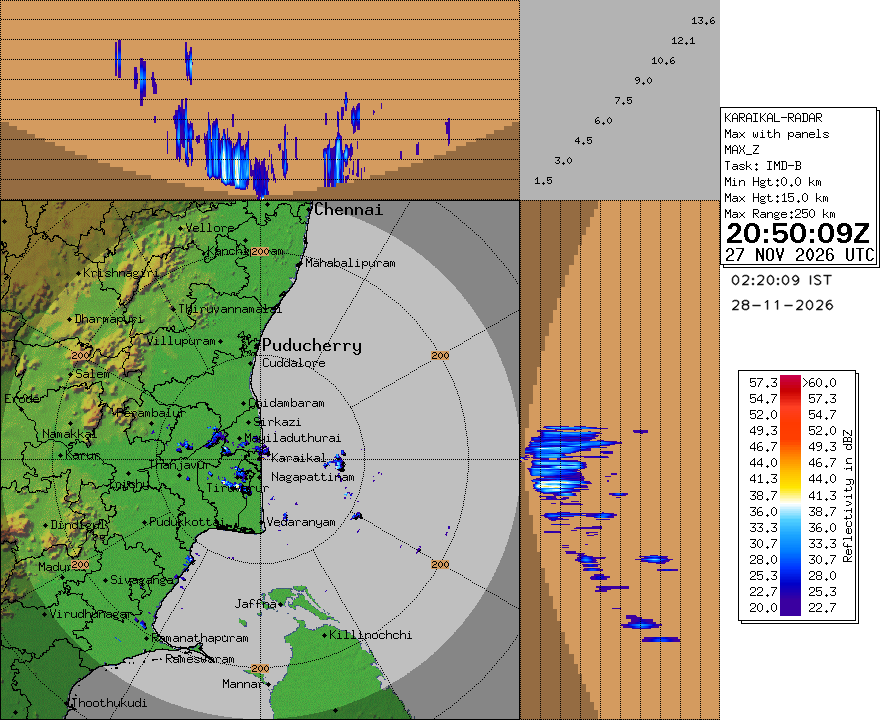 13.6
12.1
10.6
9.0
7.5
6.0
4.5
3.0
1.5
KARAIKAL-RADAR
Max with panels
MAX_Z
Task: IMD-B
Min Hgt:0.0 km
Max Hgt:15.0 km
Max Range:250 km
20:50:09Z
27 NOV 2026 UTC
02:20:09 IST
28-11-2026
Chennai
Vellore
200
Mahabalipuram
Krishnagiri
Thiruvannamalai
Dharmapuri
Villupuram
Puducherry
200
200
Cuddalore
Salem
Chidambaram
Perambalur
Sirkazi
Namakkal
Mayiladuthurai
Karur
Karaikal
Thanjavur
Nagapattinam
Tiruvarur
Dindigul
Pudukkottai
Vedaranyam
200
200
Sivaganga
Jaffna
Virudhunagar
Ramanathapuram
Killinochchi
Rameswaram
200
Mannar
Thoothukudi
57.3 >60.0
54.7 57.3
52.0 54.7
49.3 52.0
46.7 49.3
44.0 46.7
41.3 44.0
38.7 41.3
36.0 38.7
33.3 36.0
30.7 33.3
28.0 30.7
25.3 28.0
22.7 25.3
20.0 22.7
Reflectivity in dBZ